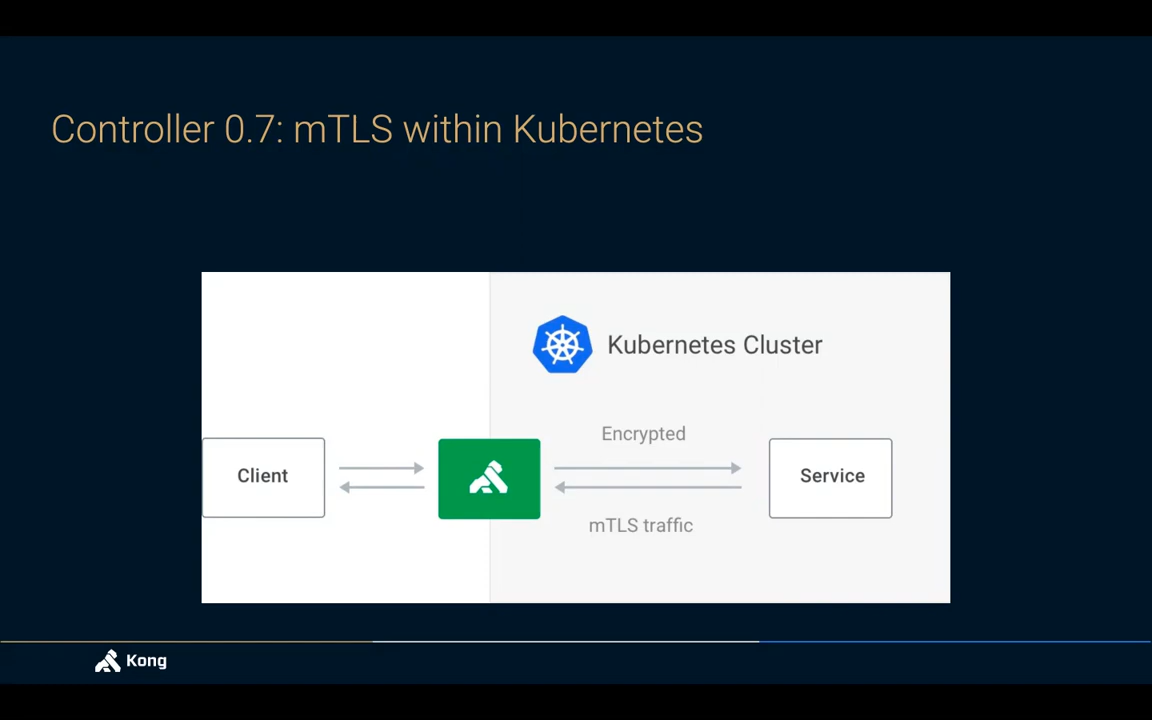 Controller 0.7: mTLS within Kubernetes
Kubernetes Cluster
Encrypted
Client
Service
mTLS traffic
Kong